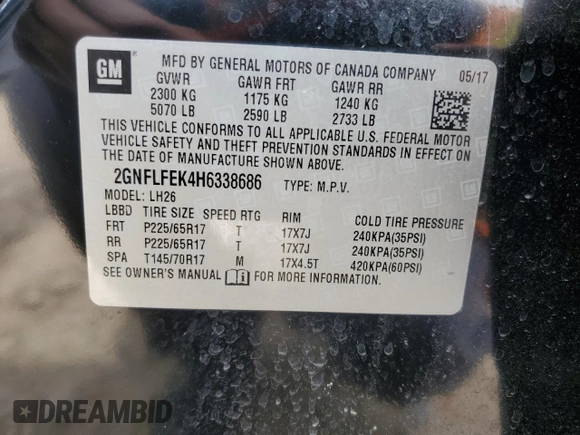 GM
MFD BY GENERAL MOTORS OF CANADA COMPANY 05/17
GVWR GAWR FRT GAWR RR
2300 KG 1175 KG 1240 KG
5070 LB 2590 LB 2733 LB
THIS VEHICLE CONFORMS TO ALL APPLICABLE U.S. FEDERAL MOTOR
VEHICLE SAFETY AND THEFT PREVENTION STANDARDS IN EFFECT ON
THE DATE OF MANUFACTURE SHOWN ABOVE.
2GNFLFEK4H6338686 TYPE: M.P.V.
MODEL: LH26
LBBD TIRE SIZE SPEED RTG RIM COLD TIRE PRESSURE
FRT P225/65R17 T 17X7J 240KPA(35PSI)
RR P225/65R17 T 17X7J 240KPA(35PSI)
SPA T145/70R17 M 17X4.5T 420KPA(60PSI)
SEE OWNER'S MANUAL FOR MORE INFORMATION.
DREAMBID